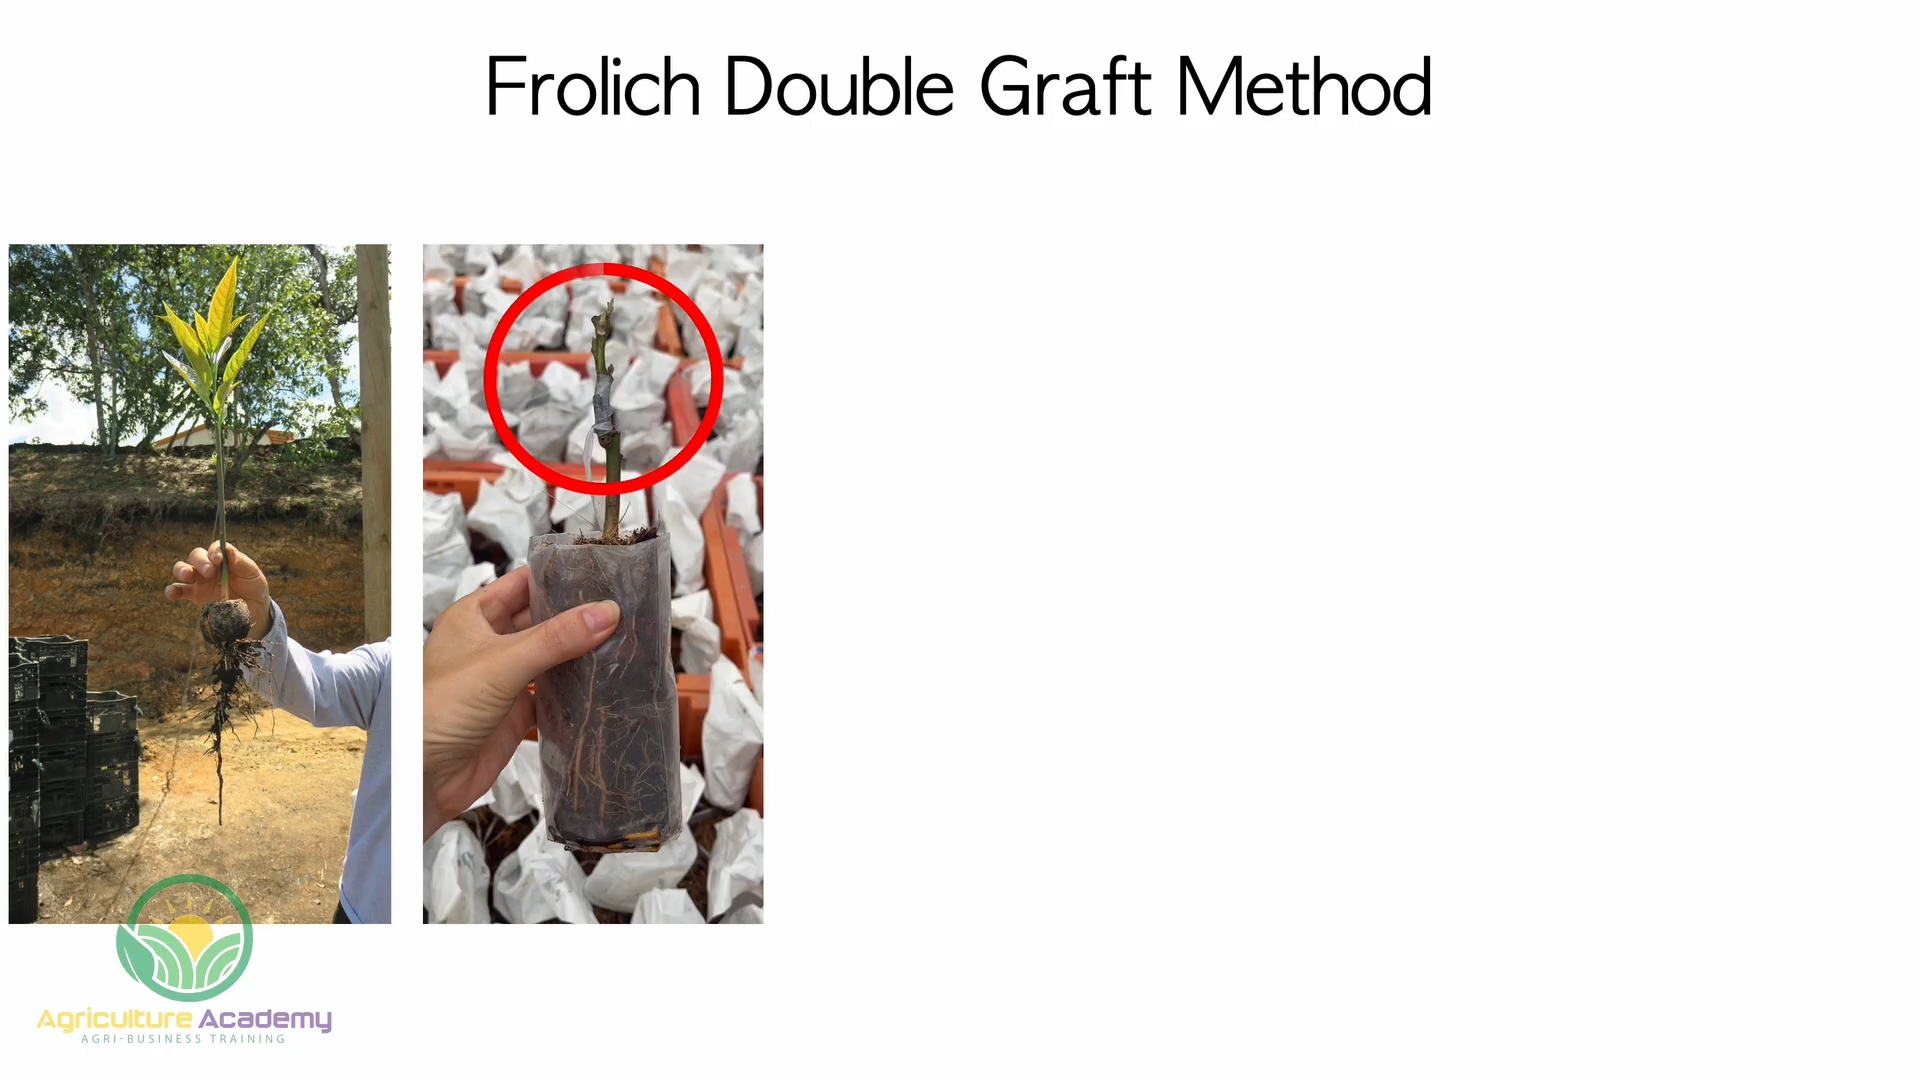 Frolich Double Graft Method
Agriculture Academy
AGRI-BUSINESS TRAINING